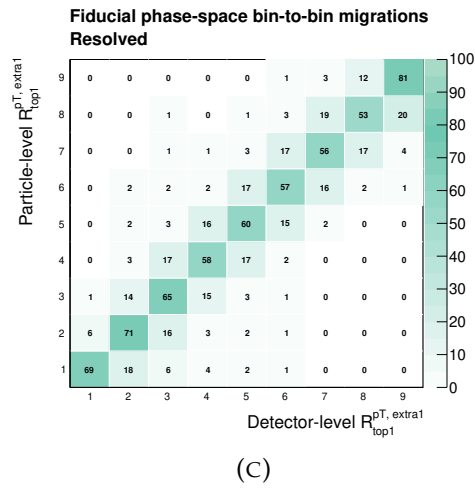 Fiducial phase-space bin-to-bin migrations
Resolved
Particle-level R^{pT, extra1}_{top1}
9 0 0 0 0 0 1 3 12 81
8 0 0 1 0 1 3 19 53 20
7 0 0 1 1 3 17 56 17 4
6 0 2 2 2 17 57 16 2 1
5 0 2 3 16 60 15 2 0 0
4 0 3 17 58 17 2 0 0 0
3 1 14 65 15 3 1 0 0 0
2 6 71 16 3 2 1 0 0 0
1 69 18 6 4 2 1 0 0 0
1 2 3 4 5 6 7 8 9
Detector-level R^{pT, extra1}_{top1}
100
90
80
70
60
50
40
30
20
10
0
(C)